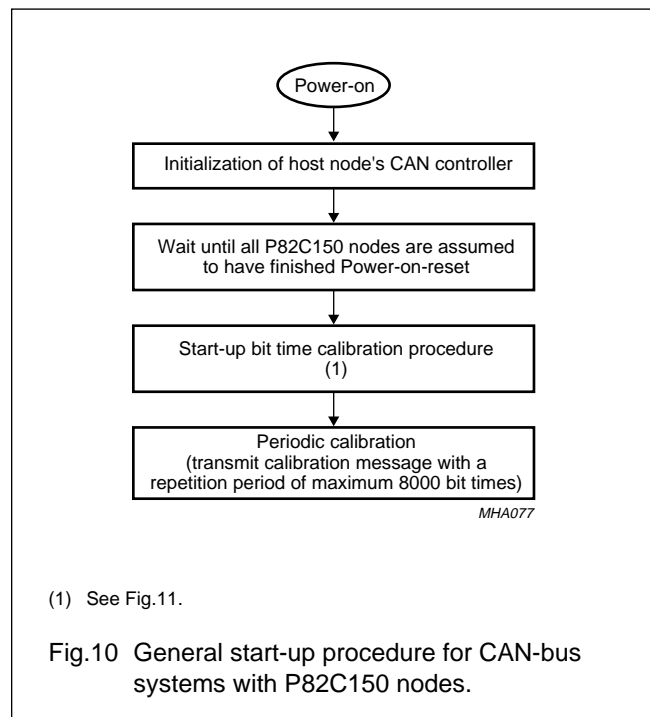 Power-on
Initialization of host node's CAN controller
Wait until all P82C150 nodes are assumed
to have finished Power-on-reset
Start-up bit time calibration procedure
(1)
Periodic calibration
(transmit calibration message with a
repetition period of maximum 8000 bit times)
MHA077
(1) See Fig.11.
Fig.10 General start-up procedure for CAN-bus
systems with P82C150 nodes.